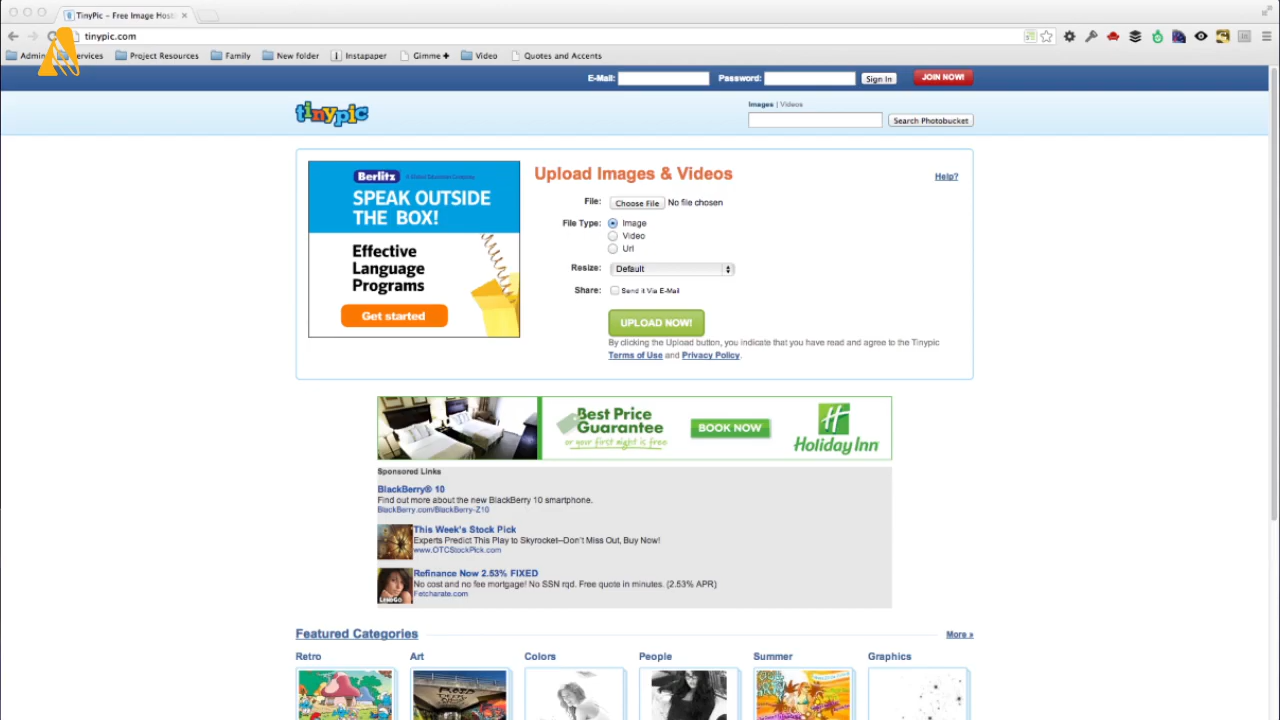 TinyPic – Free Image Host
tinypic.com
Admin
Services
Project Resources
Family
New folder
Instapaper
Gimme ✚
Video
Quotes and Accents
E-Mail:
Password:
Sign In
JOIN NOW!
tinypic
Images | Videos
Search Photobucket
Berlitz
SPEAK OUTSIDE
THE BOX!
Effective
Language
Programs
Get started
Upload Images & Videos
Help?
File: Choose File No file chosen
File Type: Image
Video
Url
Resize: Default
Share: Send it Via E-Mail
UPLOAD NOW!
By clicking the Upload button, you indicate that you have read and agree to the Tinypic
Terms of Use and Privacy Policy.
Best Price
Guarantee
or your first night is free
BOOK NOW
H
Holiday Inn
Sponsored Links
BlackBerry® 10
Find out more about the new BlackBerry 10 smartphone.
BlackBerry.com/BlackBerry-Z10
This Week's Stock Pick
Experts Predict This Play to Skyrocket--Don't Miss Out, Buy Now!
www.OTCStockPick.com
Refinance Now 2.53% FIXED
No cost and no fee mortgage! No SSN rqd. Free quote in minutes. (2.53% APR)
Fetcharate.com
Featured Categories
More »
Retro
Art
Colors
People
Summer
Graphics